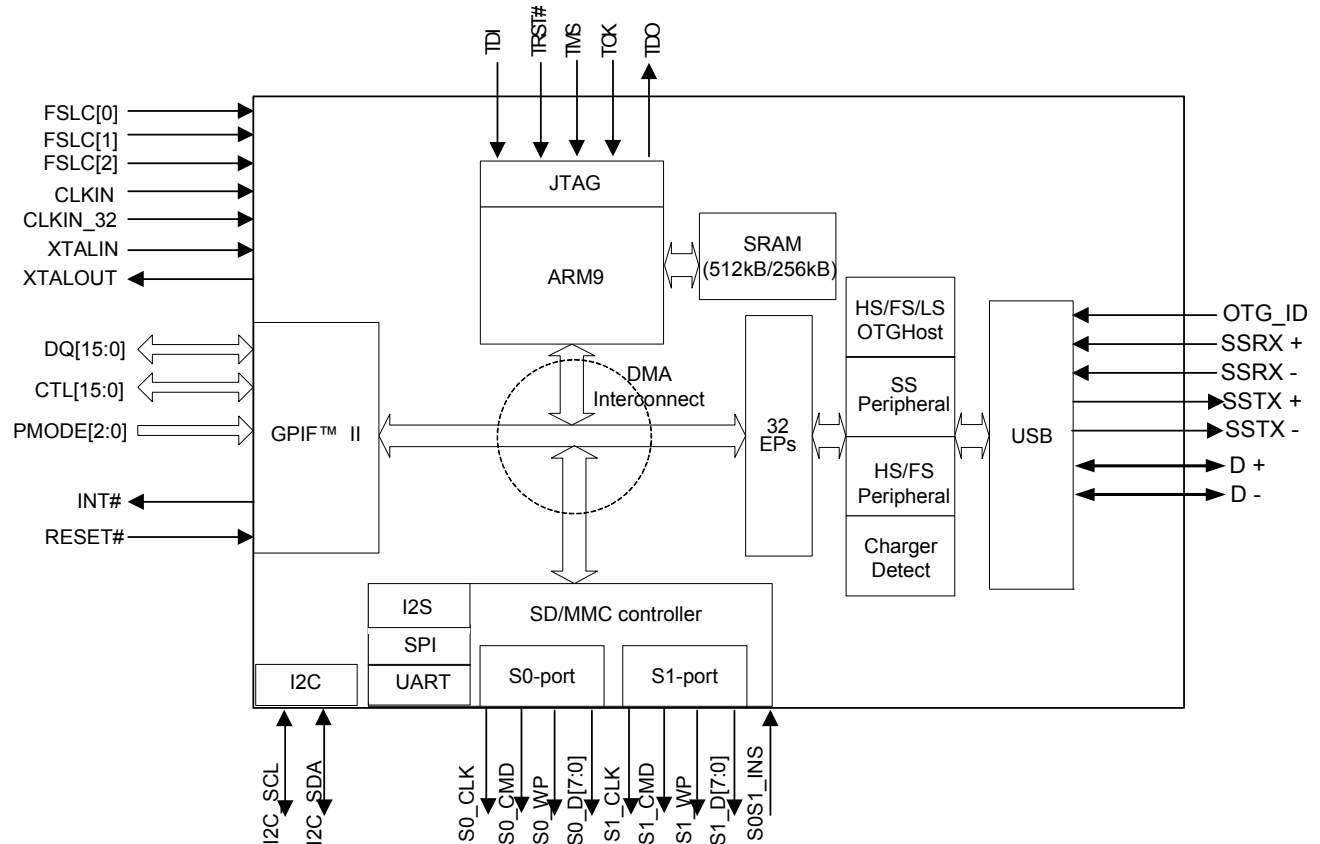 TDI
TRST#
TMS
TCK
TDO
FSLC[0]
FSLC[1]
FSLC[2]
CLKIN
CLKIN_32
XTALIN
XTALOUT
JTAG
ARM9
SRAM
(512kB/256kB)
DQ[15:0]
CTL[15:0]
PMODE[2:0]
INT#
RESET#
GPIF™ II
DMA
Interconnect
32
EPs
HS/FS/LS
OTGHost
SS
Peripheral
HS/FS
Peripheral
Charger
Detect
USB
OTG_ID
SSRX +
SSRX -
SSTX +
SSTX -
D +
D -
I2S
SPI
UART
I2C
SD/MMC controller
S0-port
S1-port
I2C_SCL
I2C_SDA
S0_CLK
S0_CMD
S0_WP
S0_D[7:0]
S1_CLK
S1_CMD
S1_WP
S1_D[7:0]
S0S1_INS